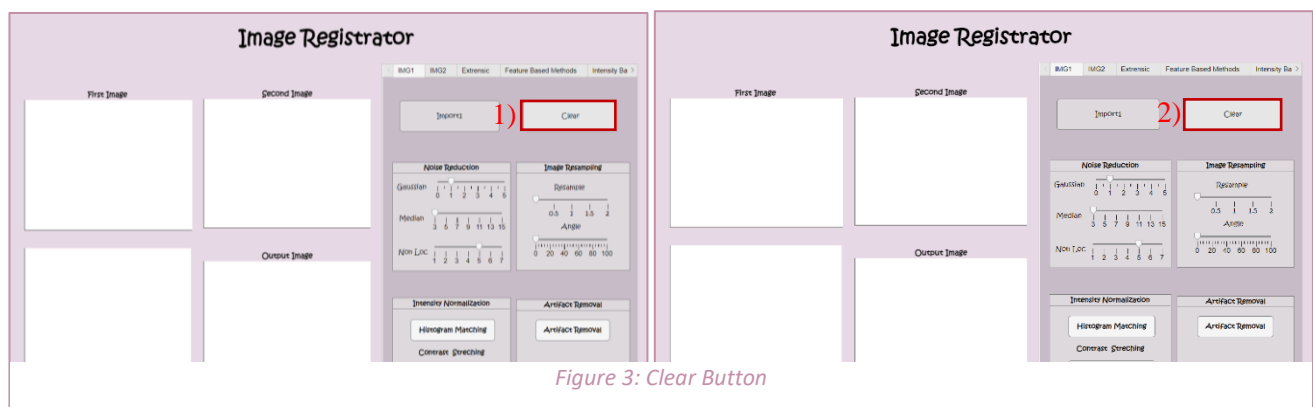 Image Registrator
IMG1 IMG2 Extrensic Feature Based Methods Intensity Ba
First Image
Second Image
Import1
1)
Clear
Noise Reduction
Gaussian
0 1 2 3 4 5
Median
3 5 7 9 11 13 15
Non Loc
1 2 3 4 5 6 7
Image Resampling
Resample
0.5 1 1.5 2
Angle
0 20 40 60 80 100
Output Image
Intensity Normalization
Histogram Matching
Contrast Streching
Artifact Removal
Artifact Removal
Image Registrator
IMG1 IMG2 Extrensic Feature Based Methods Intensity Ba
First Image
Second Image
Import1
2)
Clear
Noise Reduction
Gaussian
0 1 2 3 4 5
Median
3 5 7 9 11 13 15
Non Loc
1 2 3 4 5 6 7
Image Resampling
Resample
0.5 1 1.5 2
Angle
0 20 40 60 80 100
Output Image
Intensity Normalization
Histogram Matching
Contrast Streching
Artifact Removal
Artifact Removal
Figure 3: Clear Button